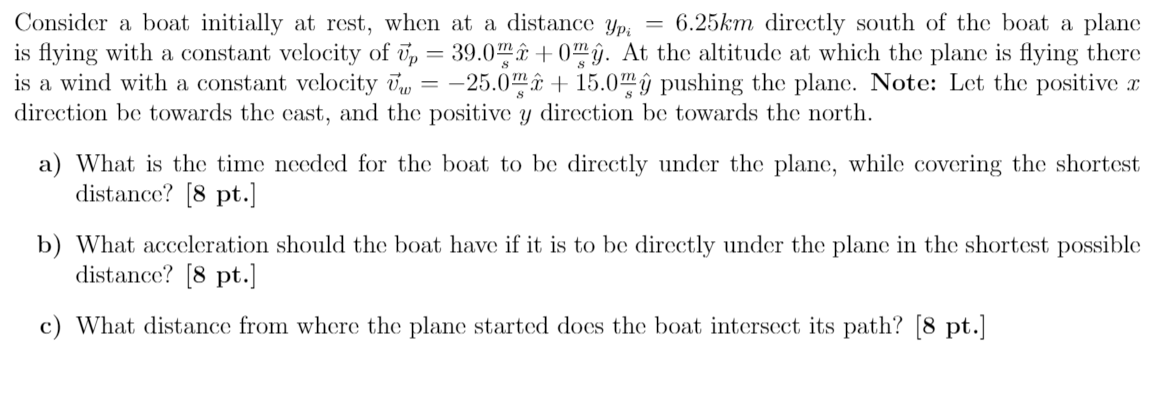 Consider a boat initially at rest, when at a distance $y_{p_i} = 6.25km$ directly south of the boat a plane
is flying with a constant velocity of $\vec{v}_p = 39.0\frac{m}{s}\hat{x} + 0\frac{m}{s}\hat{y}$. At the altitude at which the plane is flying there
is a wind with a constant velocity $\vec{v}_w = -25.0\frac{m}{s}\hat{x} + 15.0\frac{m}{s}\hat{y}$ pushing the plane. Note: Let the positive $x$
direction be towards the east, and the positive $y$ direction be towards the north.
a) What is the time needed for the boat to be directly under the plane, while covering the shortest
distance? [8 pt.]
b) What acceleration should the boat have if it is to be directly under the plane in the shortest possible
distance? [8 pt.]
c) What distance from where the plane started does the boat intersect its path? [8 pt.]